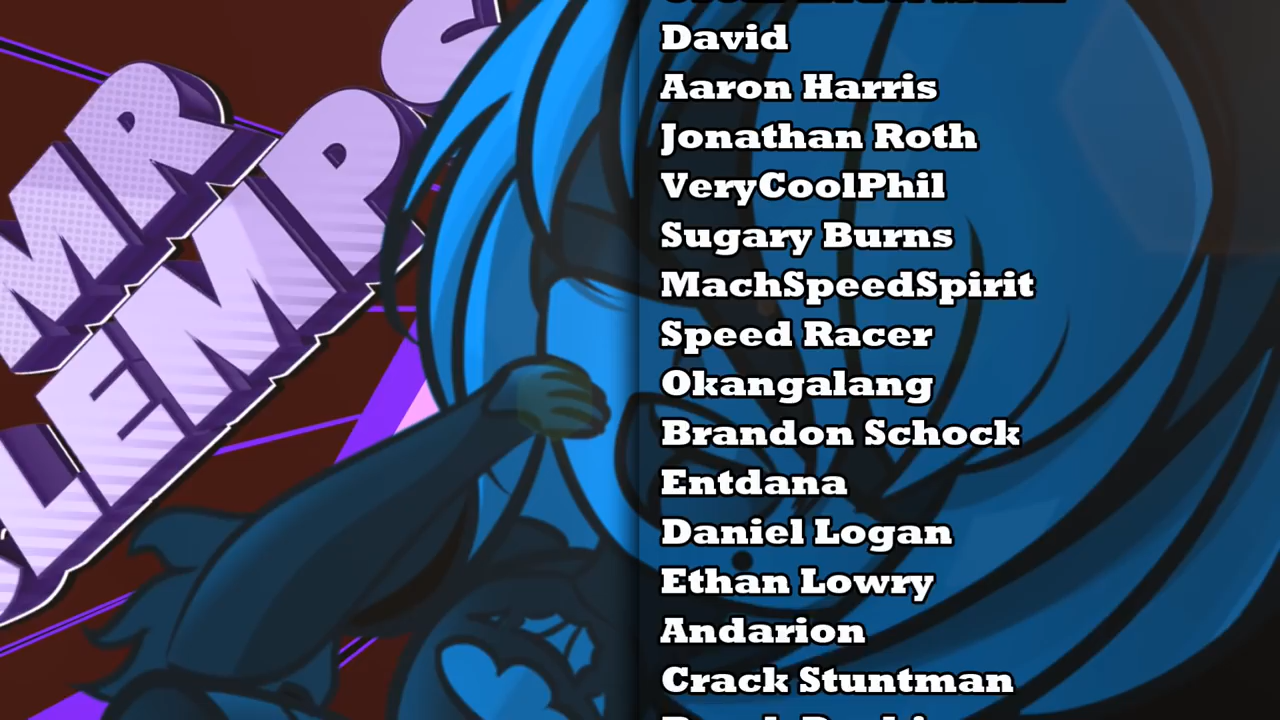 MR
LEMPS
David
Aaron Harris
Jonathan Roth
VeryCoolPhil
Sugary Burns
MachSpeedSpirit
Speed Racer
Okangalang
Brandon Schock
Entdana
Daniel Logan
Ethan Lowry
Andarion
Crack Stuntman